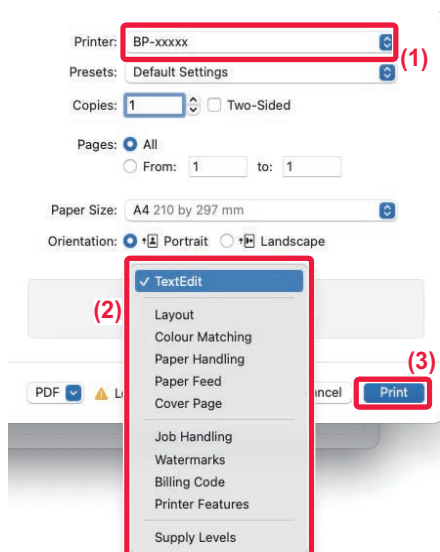 Printer: BP-xxxxx
(1)
Presets: Default Settings
Copies: 1 Two-Sided
Pages: All
From: 1 to: 1
Paper Size: A4 210 by 297 mm
Orientation: Portrait Landscape
TextEdit
(2)
Layout
Colour Matching
Paper Handling
Paper Feed
Cover Page
(3)
PDF Print
Job Handling
Watermarks
Billing Code
Printer Features
Supply Levels